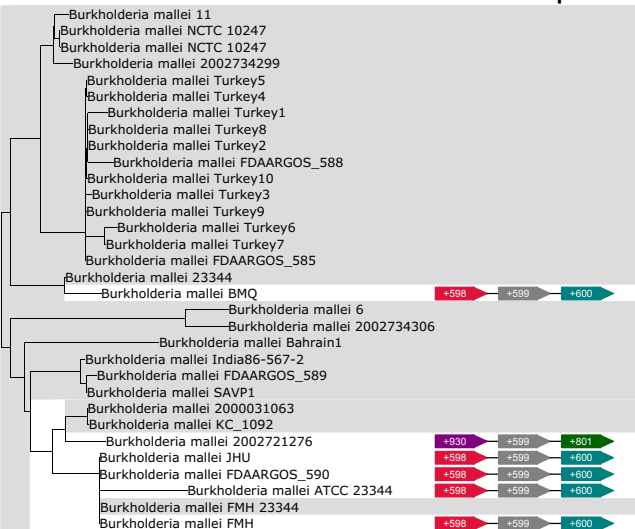 Burkholderia mallei 11
Burkholderia mallei NCTC 10247
Burkholderia mallei NCTC 10247
Burkholderia mallei 2002734299
Burkholderia mallei Turkey5
Burkholderia mallei Turkey4
Burkholderia mallei Turkey1
Burkholderia mallei Turkey8
Burkholderia mallei Turkey2
Burkholderia mallei FDAARGOS_588
Burkholderia mallei Turkey10
Burkholderia mallei Turkey3
Burkholderia mallei Turkey9
Burkholderia mallei Turkey6
Burkholderia mallei Turkey7
Burkholderia mallei FDAARGOS_585
Burkholderia mallei 23344
Burkholderia mallei BMQ +598 +599 +600
Burkholderia mallei 6
Burkholderia mallei 2002734306
Burkholderia mallei Bahrain1
Burkholderia mallei India86-567-2
Burkholderia mallei FDAARGOS_589
Burkholderia mallei SAVP1
Burkholderia mallei 2000031063
Burkholderia mallei KC_1092
Burkholderia mallei 2002721276 +930 +599 +801
Burkholderia mallei JHU +598 +599 +600
Burkholderia mallei FDAARGOS_590 +598 +599 +600
Burkholderia mallei ATCC 23344 +598 +599 +600
Burkholderia mallei FMH 23344
Burkholderia mallei FMH +598 +599 +600